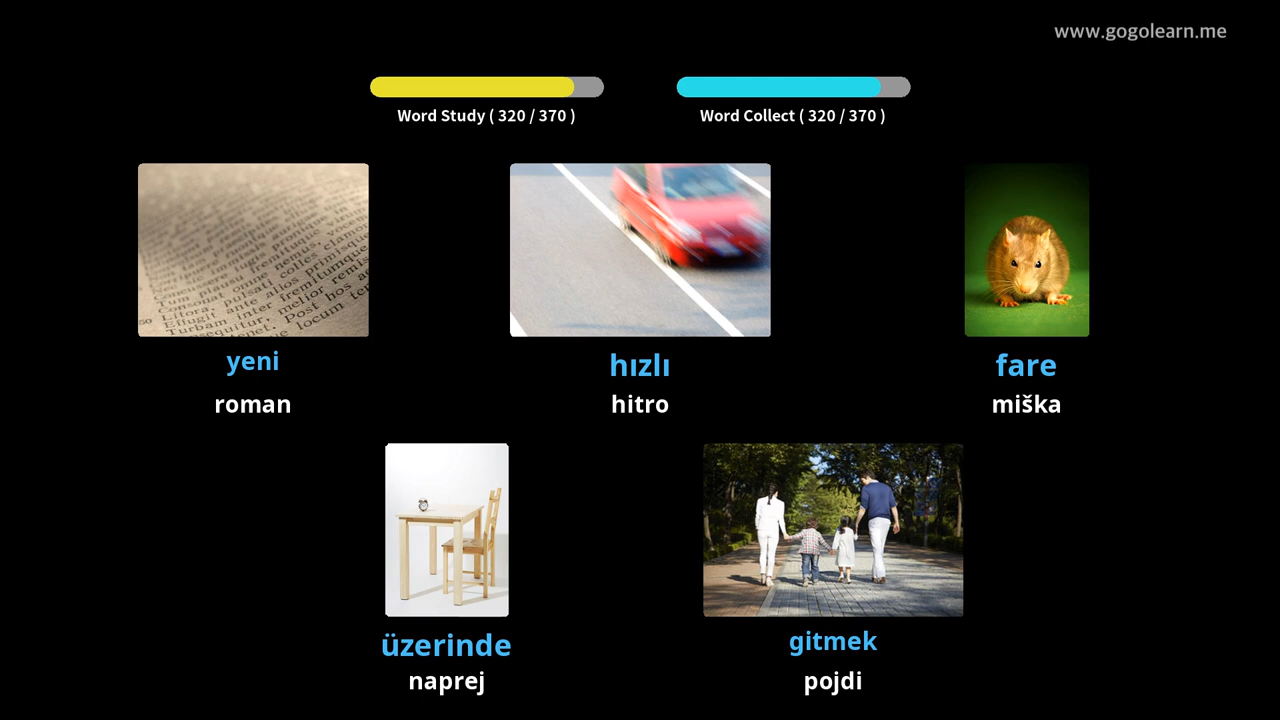 www.gogolearn.me
Word Study ( 320 / 370 )
Word Collect ( 320 / 370 )
yeni
roman
hızlı
hitro
fare
miška
üzerinde
naprej
gitmek
pojdi